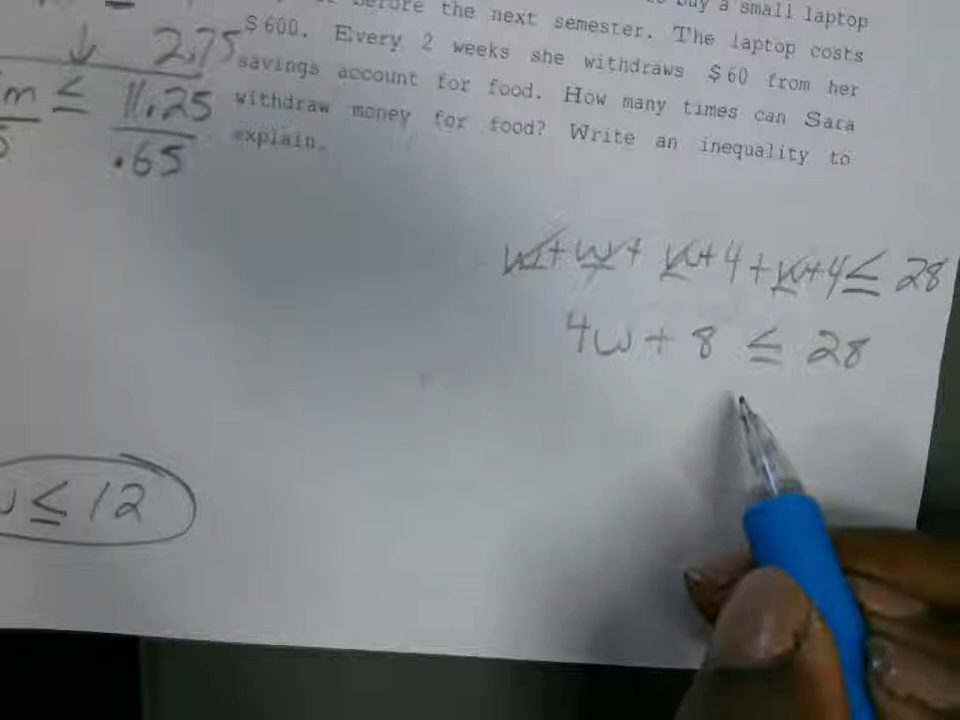 buy a small laptop
before the next semester. The laptop costs
$600. Every 2 weeks she withdraws $60 from her
savings account for food. How many times can Sara
withdraw money for food? Write an inequality to
explain.
↓ 2.75
m ≤ 11.25
.65
w+w+ w+4+w+4≤ 28
4w + 8 ≤ 28
≤ 12